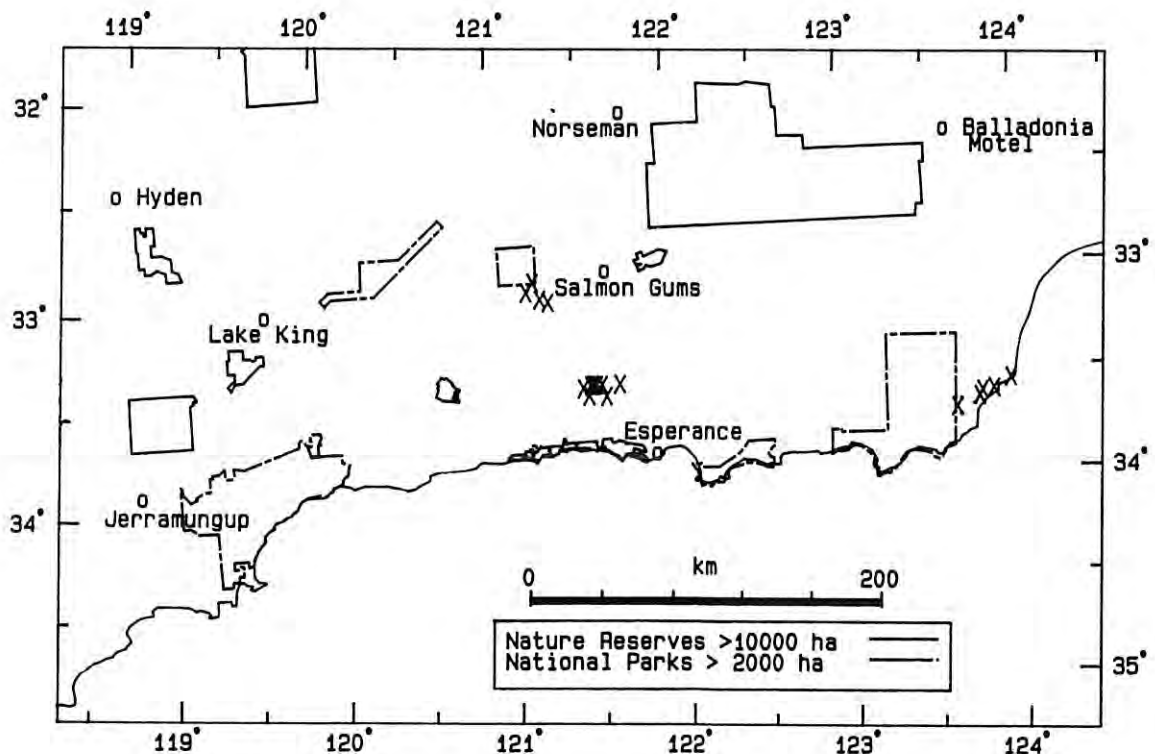 119° 120° 121° 122° 123° 124°
32°
o Norseman
o Balladonia
Motel
o Hyden
33°
o
Salmon Gums
33°
o
Lake King
Esperance
o
34°
o
Jerramungup
34°
km
0 200
Nature Reserves >10000 ha
National Parks > 2000 ha
35°
119° 120° 121° 122° 123° 124°